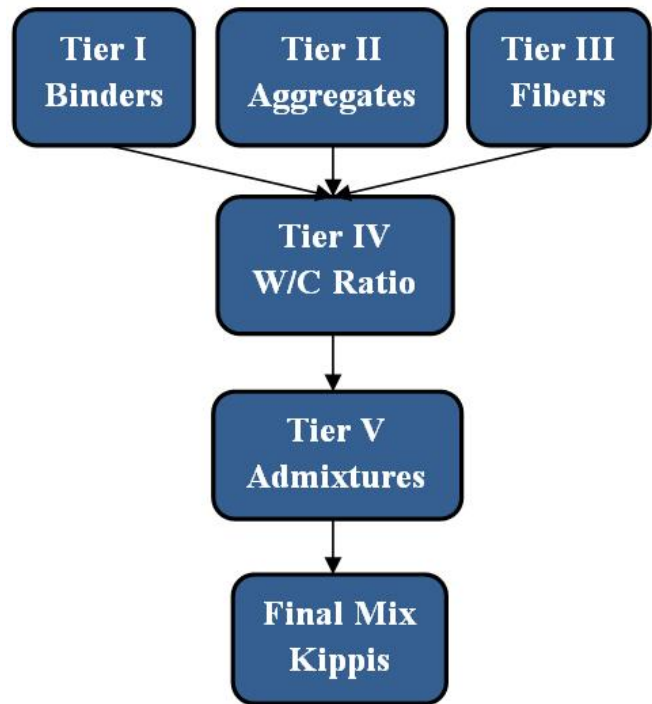 Tier I
Binders
Tier II
Aggregates
Tier III
Fibers
Tier IV
W/C Ratio
Tier V
Admixtures
Final Mix
Kippis